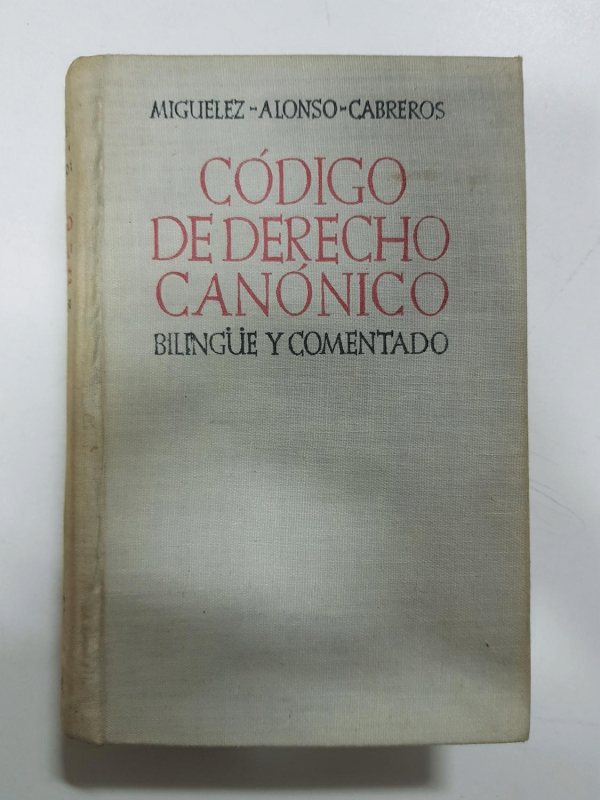 MIGUELEZ-ALONSO-CABREROS
CÓDIGO
DE DERECHO
CANÓNICO
BILINGÜE Y COMENTADO